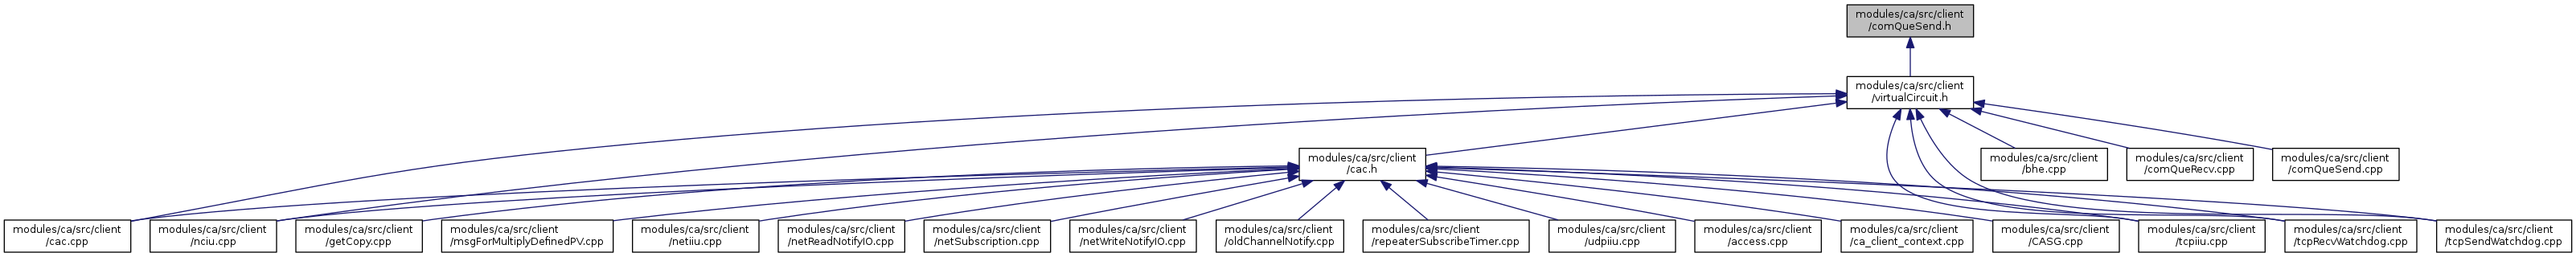 modules/ca/src/client
/comQueSend.h
modules/ca/src/client
/virtualCircuit.h
modules/ca/src/client
/cac.h
modules/ca/src/client
/bhe.cpp
modules/ca/src/client
/comQueRecv.cpp
modules/ca/src/client
/comQueSend.cpp
modules/ca/src/client
/cac.cpp
modules/ca/src/client
/nciu.cpp
modules/ca/src/client
/getCopy.cpp
modules/ca/src/client
/msgForMultiplyDefinedPV.cpp
modules/ca/src/client
/netiiu.cpp
modules/ca/src/client
/netReadNotifyIO.cpp
modules/ca/src/client
/netSubscription.cpp
modules/ca/src/client
/netWriteNotifyIO.cpp
modules/ca/src/client
/oldChannelNotify.cpp
modules/ca/src/client
/repeaterSubscribeTimer.cpp
modules/ca/src/client
/udpiiu.cpp
modules/ca/src/client
/access.cpp
modules/ca/src/client
/ca_client_context.cpp
modules/ca/src/client
/CASG.cpp
modules/ca/src/client
/tcpiiu.cpp
modules/ca/src/client
/tcpRecvWatchdog.cpp
modules/ca/src/client
/tcpSendWatchdog.cpp